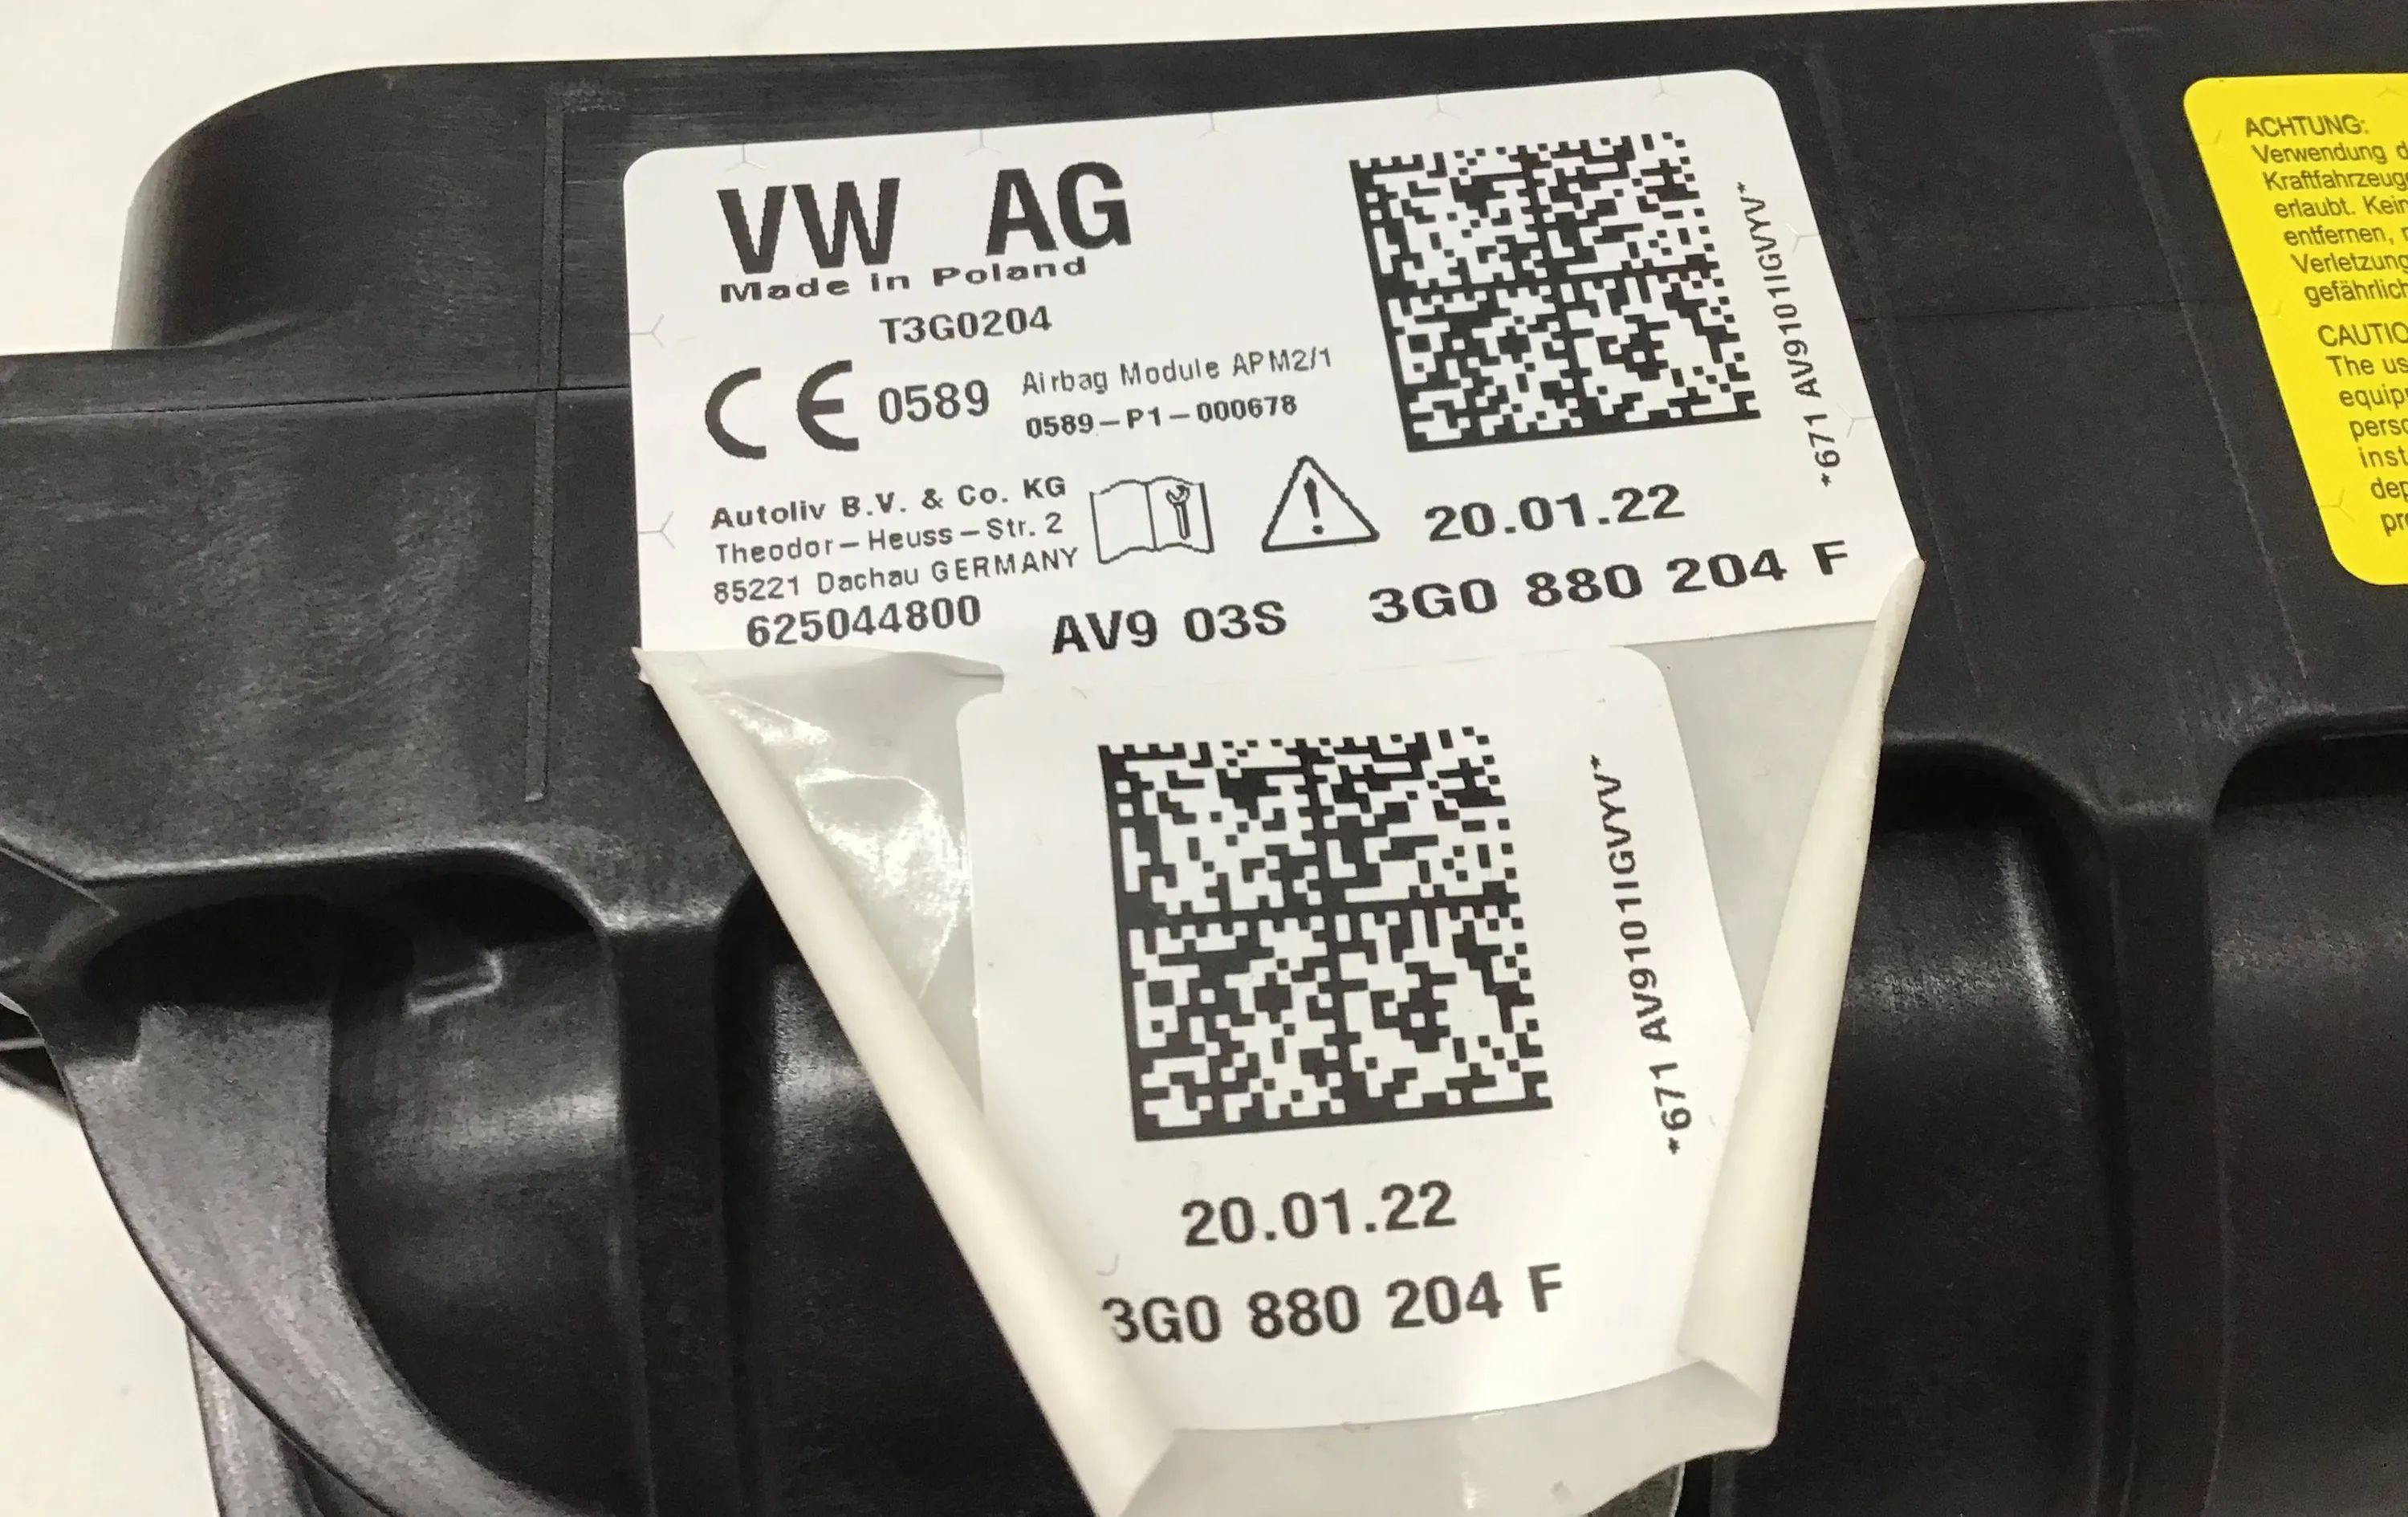 VW AG
Made in Poland
T3G0204
CE 0589 Airbag Module APM2/1
0589-P1-000678
Autoliv B.V. & Co. KG
Theodor-Heuss-Str. 2
85221 Dachau GERMANY
625044800
AV9 03S
20.01.22
3G0 880 204 F
*671 AV9101IGVYV*
20.01.22
3G0 880 204 F
*671 AV9101IGVYV*
ACHTUNG:
Verwendung
Kraftfahrzeug
erlaubt. Kein
entfernen,
Verletzung
gefährlich
CAUTIO
The us
equip
perso
inst
dep
pr